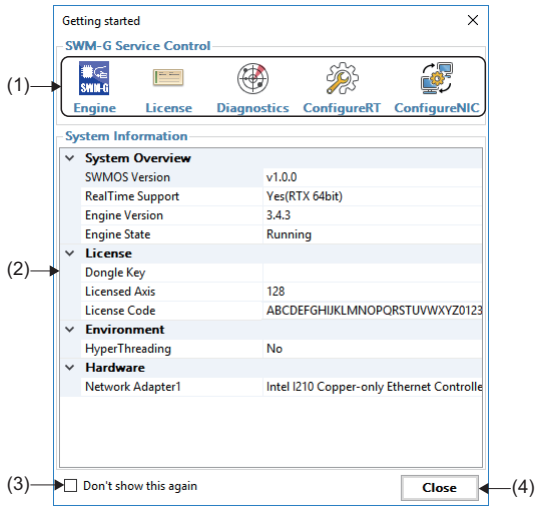 Getting started
SWM-G Service Control
(1)
SWM-G
Engine License Diagnostics ConfigureRT ConfigureNIC
System Information
System Overview
SWMOS Version v1.0.0
RealTime Support Yes(RTX 64bit)
Engine Version 3.4.3
Engine State Running
License
(2)
Dongle Key
Licensed Axis 128
License Code ABCDEFGHIJKLMNOPQRSTUVWXYZ0123
Environment
HyperThreading No
Hardware
Network Adapter1 Intel I210 Copper-only Ethernet Controlle
(3) Don't show this again Close (4)